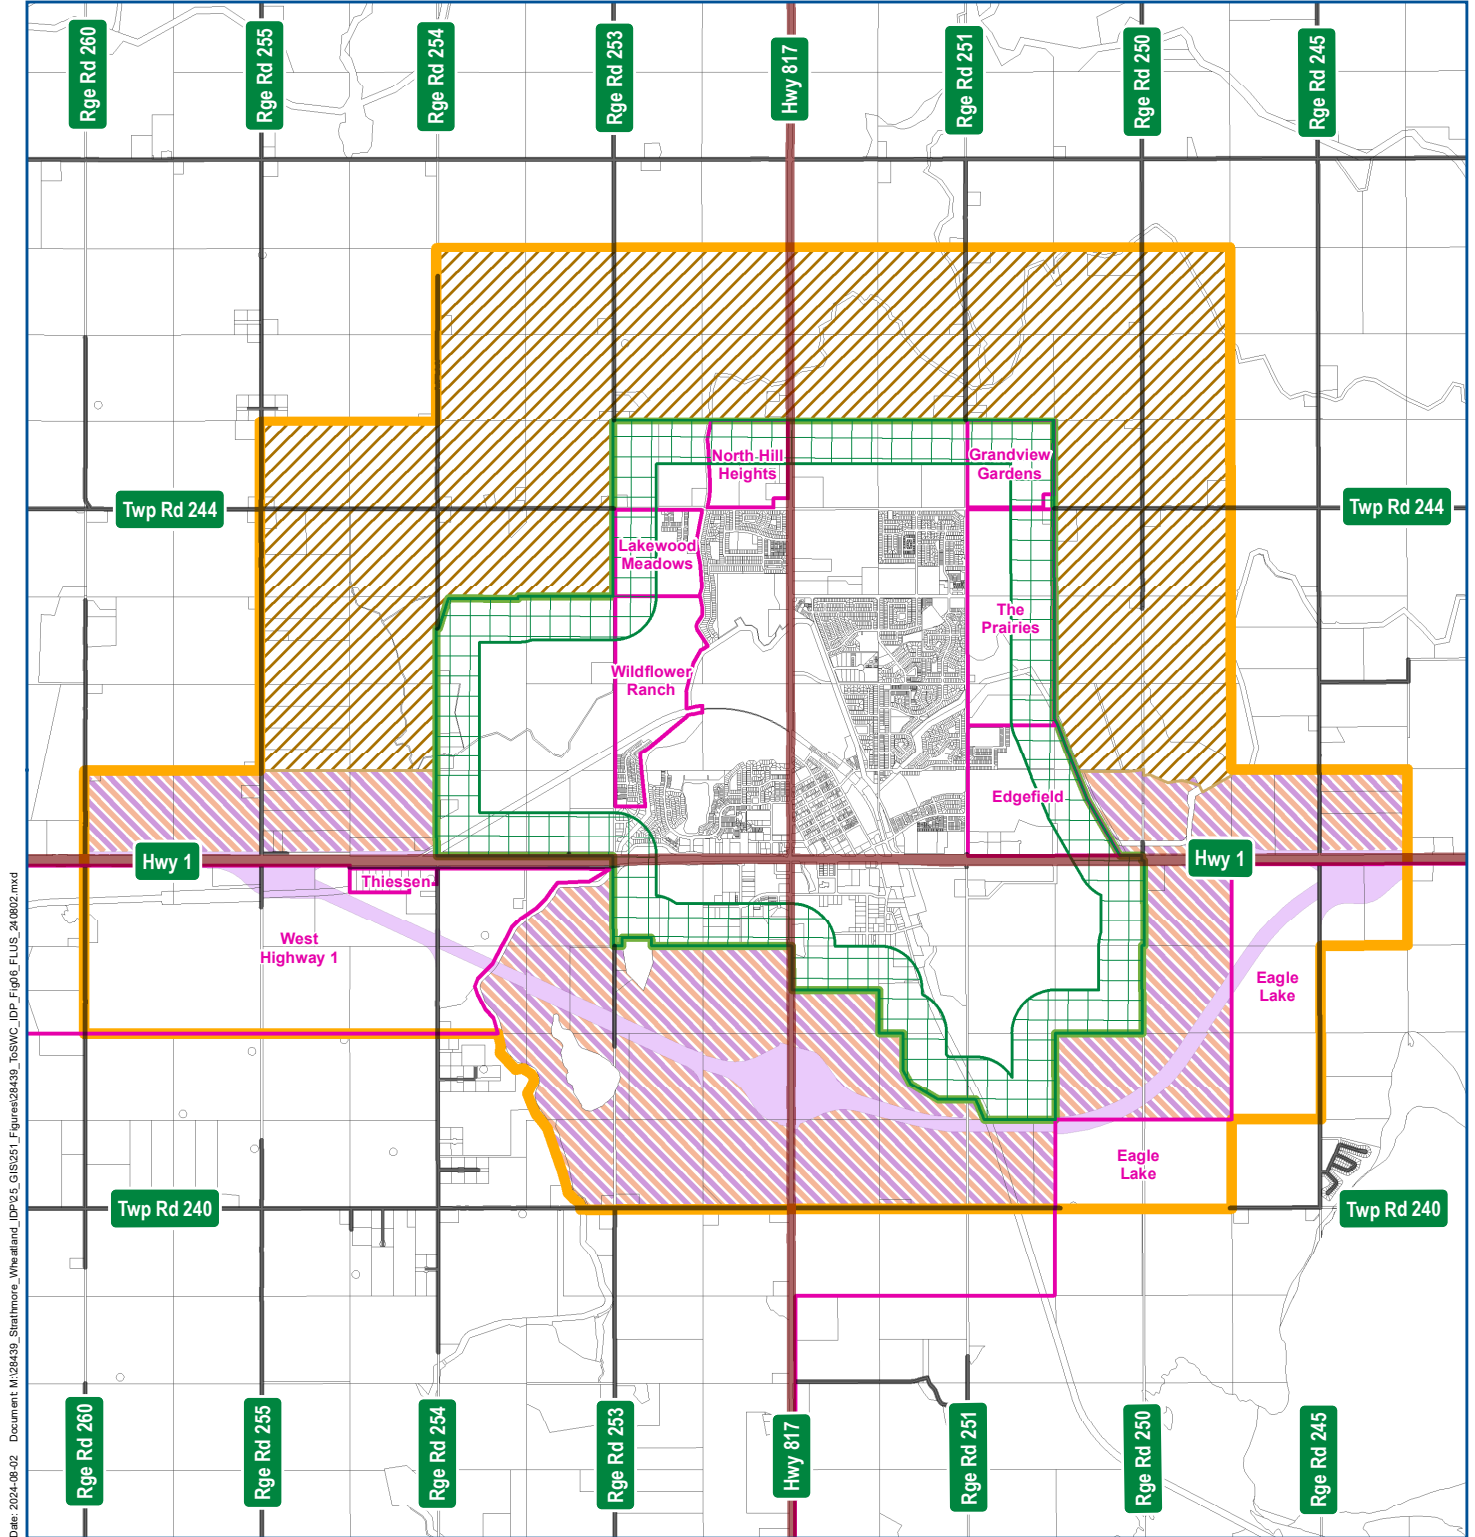 Rge Rd 260
Rge Rd 255
Rge Rd 254
Rge Rd 253
Hwy 817
Rge Rd 251
Rge Rd 250
Rge Rd 245
North Hill
Heights
Grandview
Gardens
Twp Rd 244
Twp Rd 244
Lakewood
Meadows
The
Prairies
Wildflower
Ranch
Edgefield
Hwy 1
Hwy 1
Thiessen
West
Highway 1
Eagle
Lake
Eagle
Lake
Twp Rd 240
Twp Rd 240
Rge Rd 260
Rge Rd 255
Rge Rd 254
Rge Rd 253
Hwy 817
Rge Rd 251
Rge Rd 250
Rge Rd 245
Date: 2024-08-02 Document: M:\28439_Strathmore_Wheatland_IDP\25_GIS\251_Figures\28439_ToSWC_IDP_Fig06_FLUS_240802.mxd